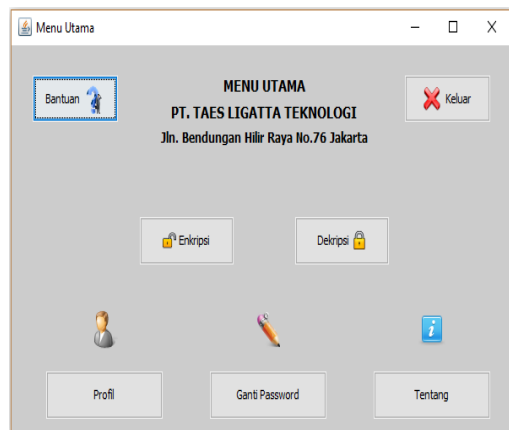 Menu Utama
Bantuan
MENU UTAMA
PT. TAES LIGATTA TEKNOLOGI
Jln. Bendungan Hilir Raya No.76 Jakarta
Keluar
Enkripsi
Dekripsi
Profil
Ganti Password
Tentang